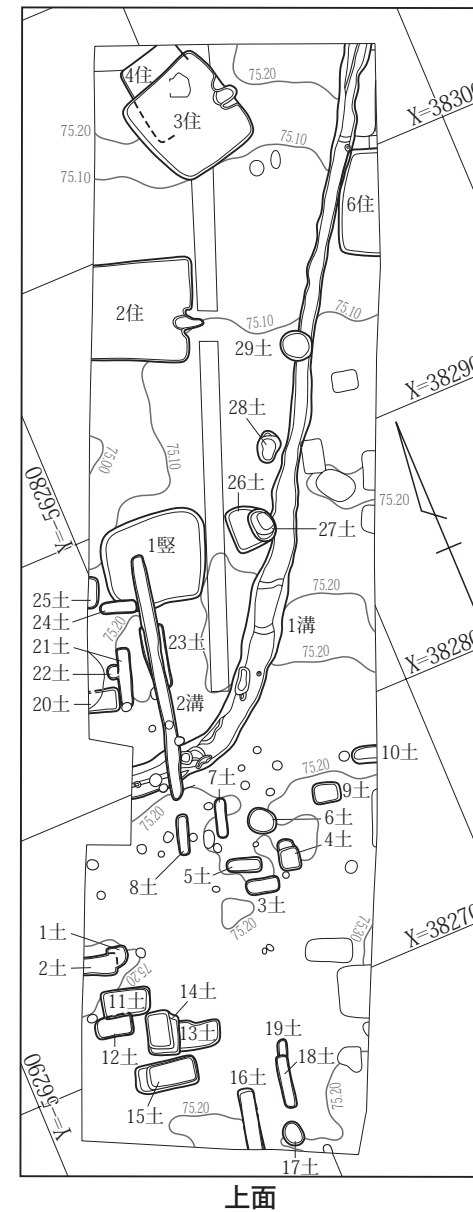 4住
75.20
X=38300
3住
75.20
75.10
75.10
6住
2住
75.10
29土
X=38290
28土
75.00
75.10
Y=-56280
26土
75.20
1竪
27土
25土
75.20
24土
75.20
1溝
21土
23土
X=38280
22土
20土
2溝
10土
7土
75.20
9土
75.20
6土
4土
8土
5土
3土
X=38270
75.20
75.30
1土
2土
75.20
14土
11土
13土
19土
12土
18土
Y=-56290
15土
16土
75.20
75.20
17土
上面